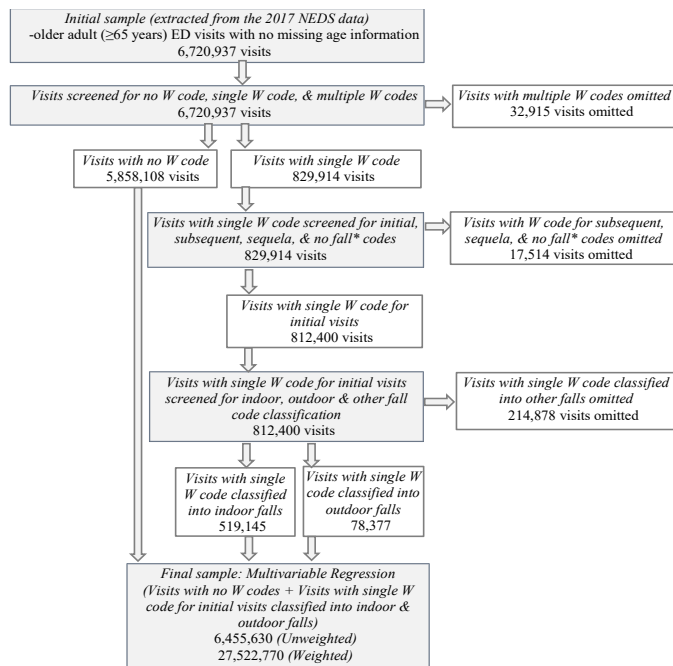 Initial sample (extracted from the 2017 NEDS data)
-older adult (≥65 years) ED visits with no missing age information
6,720,937 visits
Visits screened for no W code, single W code, & multiple W codes
6,720,937 visits
Visits with multiple W codes omitted
32,915 visits omitted
Visits with no W code
5,858,108 visits
Visits with single W code
829,914 visits
Visits with single W code screened for initial,
subsequent, sequela, & no fall* codes
829,914 visits
Visits with W code for subsequent,
sequela, & no fall* codes omitted
17,514 visits omitted
Visits with single W code for
initial visits
812,400 visits
Visits with single W code for initial visits
screened for indoor, outdoor & other fall
code classification
812,400 visits
Visits with single W code classified
into other falls omitted
214,878 visits omitted
Visits with single
W code classified
into indoor falls
519,145
Visits with single W
code classified into
outdoor falls
78,377
Final sample: Multivariable Regression
(Visits with no W codes + Visits with single W
code for initial visits classified into indoor &
outdoor falls)
6,455,630 (Unweighted)
27,522,770 (Weighted)